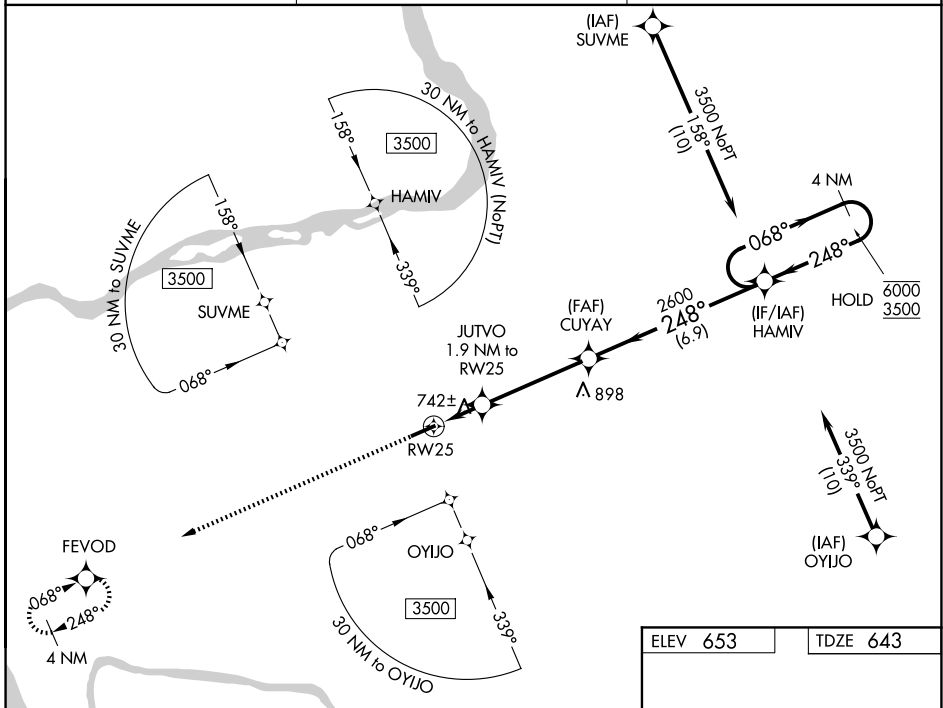 (IAF)
SUVME
3500 NoPT
158°
(10)
30 NM to HAMIV (NoPT)
158°
3500
HAMIV
339°
30 NM to SUVME
158°
3500
SUVME
068°
4 NM
068°
248°
HOLD
6000
3500
(IF/IAF)
HAMIV
2600
248°
(6.9)
(FAF)
CUYAY
898
JUTVO
1.9 NM to
RW25
742±
RW25
FEVOD
068°
248°
4 NM
068°
OYIJO
3500
339°
30 NM to OYIJO
3500 NoPT
339°
(10)
(IAF)
OYIJO
ELEV 653
TDZE 643